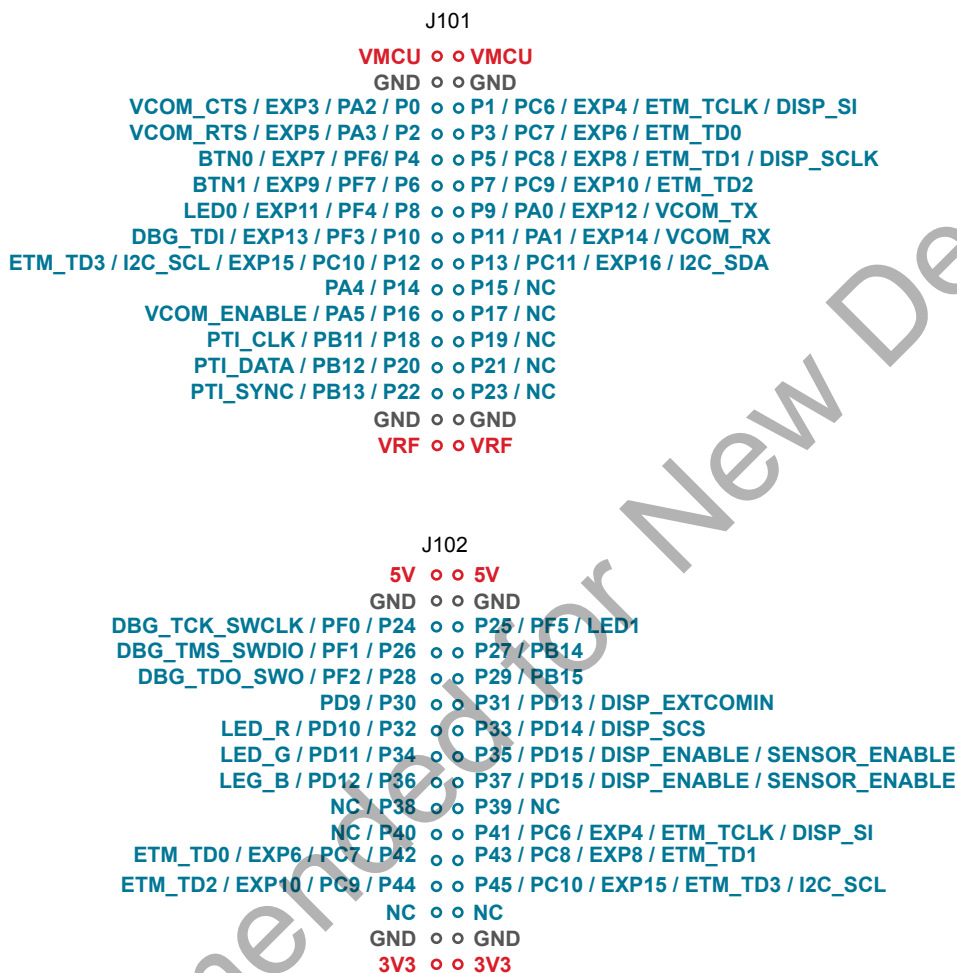 J101
VMCU VMCU
GND GND
VCOM_CTS / EXP3 / PA2 / P0 P1 / PC6 / EXP4 / ETM_TCLK / DISP_SI
VCOM_RTS / EXP5 / PA3 / P2 P3 / PC7 / EXP6 / ETM_TD0
BTN0 / EXP7 / PF6/ P4 P5 / PC8 / EXP8 / ETM_TD1 / DISP_SCLK
BTN1 / EXP9 / PF7 / P6 P7 / PC9 / EXP10 / ETM_TD2
LED0 / EXP11 / PF4 / P8 P9 / PA0 / EXP12 / VCOM_TX
DBG_TDI / EXP13 / PF3 / P10 P11 / PA1 / EXP14 / VCOM_RX
ETM_TD3 / I2C_SCL / EXP15 / PC10 / P12 P13 / PC11 / EXP16 / I2C_SDA
PA4 / P14 P15 / NC
VCOM_ENABLE / PA5 / P16 P17 / NC
PTI_CLK / PB11 / P18 P19 / NC
PTI_DATA / PB12 / P20 P21 / NC
PTI_SYNC / PB13 / P22 P23 / NC
GND GND
VRF VRF
J102
5V 5V
GND GND
DBG_TCK_SWCLK / PF0 / P24 P25 / PF5 / LED1
DBG_TMS_SWDIO / PF1 / P26 P27 / PB14
DBG_TDO_SWO / PF2 / P28 P29 / PB15
PD9 / P30 P31 / PD13 / DISP_EXTCOMIN
LED_R / PD10 / P32 P33 / PD14 / DISP_SCS
LED_G / PD11 / P34 P35 / PD15 / DISP_ENABLE / SENSOR_ENABLE
LEG_B / PD12 / P36 P37 / PD15 / DISP_ENABLE / SENSOR_ENABLE
NC / P38 P39 / NC
NC / P40 P41 / PC6 / EXP4 / ETM_TCLK / DISP_SI
ETM_TD0 / EXP6 / PC7 / P42 P43 / PC8 / EXP8 / ETM_TD1
ETM_TD2 / EXP10 / PC9 / P44 P45 / PC10 / EXP15 / ETM_TD3 / I2C_SCL
NC NC
GND GND
3V3 3V3
mended for New De